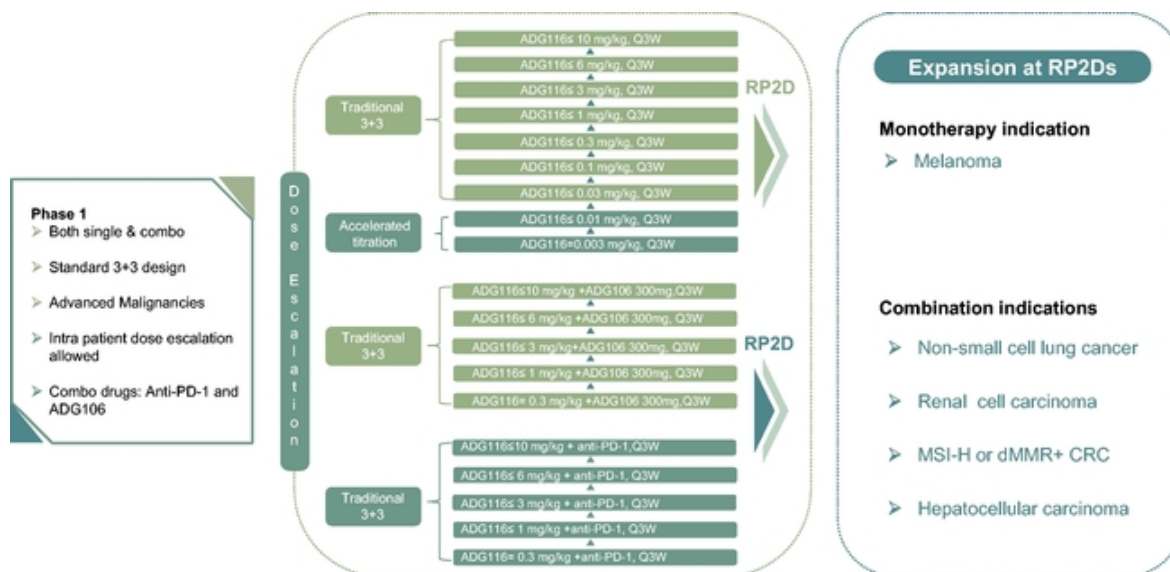 Phase 1
Both single & combo
Standard 3+3 design
Advanced Malignancies
Intra patient dose escalation
allowed
Combo drugs: Anti-PD-1 and
ADG106
Dose Escalation
Traditional
3+3
ADG116≤ 10 mg/kg, Q3W
ADG116≤ 6 mg/kg, Q3W
ADG116≤ 3 mg/kg, Q3W
ADG116≤ 1 mg/kg, Q3W
ADG116≤ 0.3 mg/kg, Q3W
ADG116≤ 0.1 mg/kg, Q3W
ADG116≤ 0.03 mg/kg, Q3W
Accelerated
titration
ADG116≤ 0.01 mg/kg, Q3W
ADG116=0.003 mg/kg, Q3W
RP2D
Traditional
3+3
ADG116≤10 mg/kg +ADG106 300mg,Q3W
ADG116≤ 6 mg/kg +ADG106 300mg, Q3W
ADG116≤ 3 mg/kg+ADG106 300mg, Q3W
ADG116≤ 1 mg/kg +ADG106 300mg, Q3W
ADG116= 0.3 mg/kg +ADG106 300mg,Q3W
RP2D
Traditional
3+3
ADG116≤10 mg/kg + anti-PD-1,Q3W
ADG116≤ 6 mg/kg + anti-PD-1, Q3W
ADG116≤ 3 mg/kg + anti-PD-1, Q3W
ADG116≤ 1 mg/kg +anti-PD-1, Q3W
ADG116= 0.3 mg/kg +anti-PD-1, Q3W
Expansion at RP2Ds
Monotherapy indication
Melanoma
Combination indications
Non-small cell lung cancer
Renal cell carcinoma
MSI-H or dMMR+ CRC
Hepatocellular carcinoma